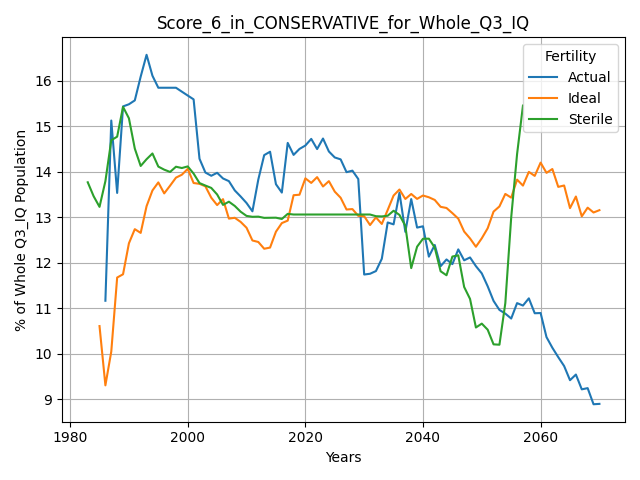 Score_6_in_CONSERVATIVE_for_Whole_Q3_IQ
Fertility
Actual
Ideal
Sterile
% of Whole Q3_IQ Population
16
15
14
13
12
11
10
9
1980
2000
2020
2040
2060
Years